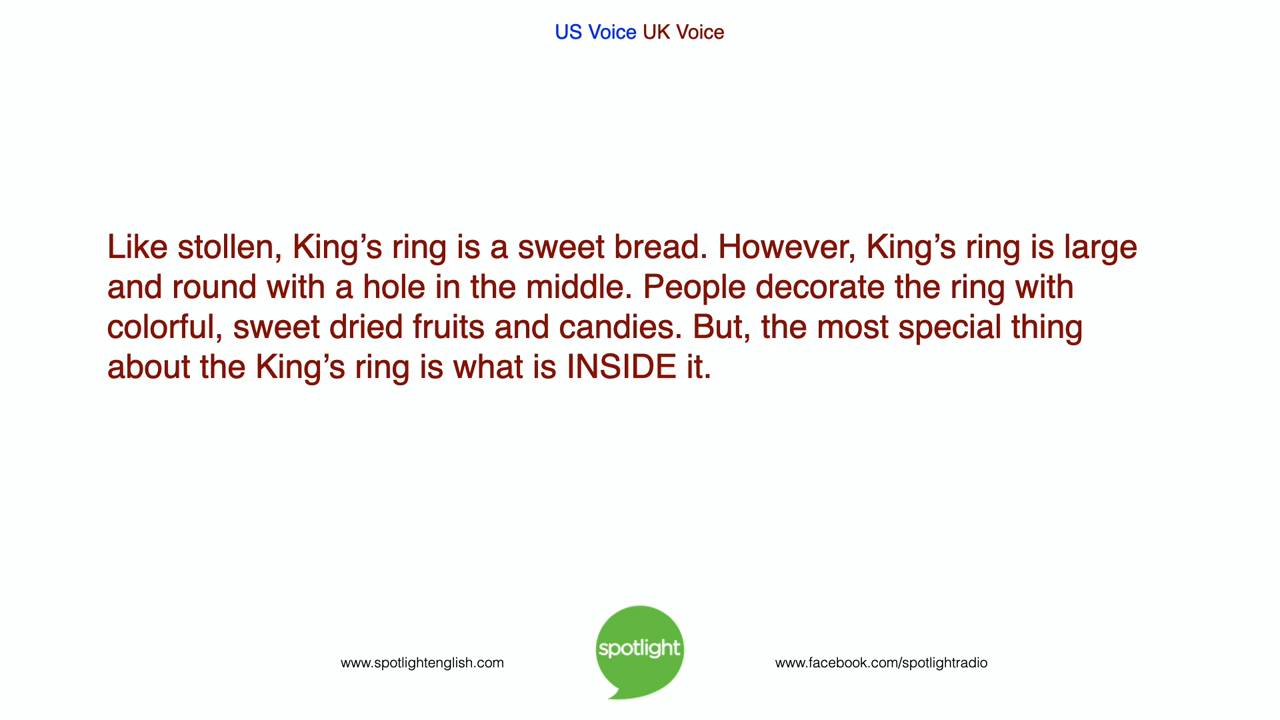 US Voice UK Voice
Like stollen, King’s ring is a sweet bread. However, King’s ring is large
and round with a hole in the middle. People decorate the ring with
colorful, sweet dried fruits and candies. But, the most special thing
about the King’s ring is what is INSIDE it.
spotlight
www.spotlightenglish.com
www.facebook.com/spotlightradio